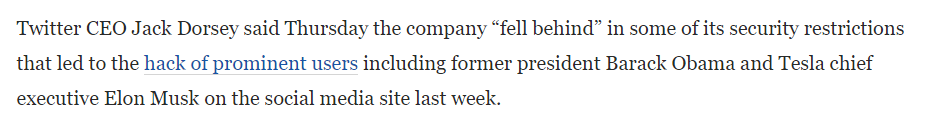 Twitter CEO Jack Dorsey said Thursday the company “fell behind” in some of its security restrictions
that led to the hack of prominent users including former president Barack Obama and Tesla chief
executive Elon Musk on the social media site last week.